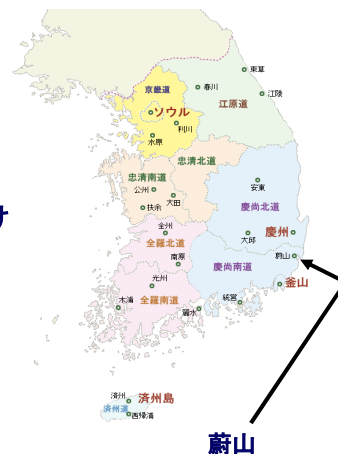 束草
春川
江陵
京畿道
江原道
ソウル
利川
水原
忠清北道
忠清南道
公州
大田
扶余
安東
慶尚北道
慶州
全州
全羅北道
南原
大邱
蔚山
慶尚南道
釜山
光州
統営
木浦
全羅南道
麗水
済州
済州島
済州道
西帰浦
蔚山